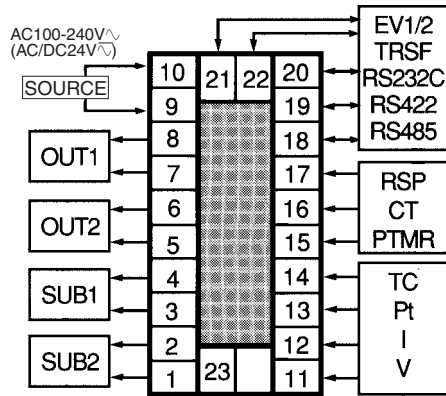 AC100-240V
(AC/DC24V)
SOURCE
OUT1
OUT2
SUB1
SUB2
10
9
8
7
6
5
4
3
2
1
21
22
23
20
19
18
17
16
15
14
13
12
11
EV1/2
TRSF
RS232C
RS422
RS485
RSP
CT
PTMR
TC
Pt
I
V